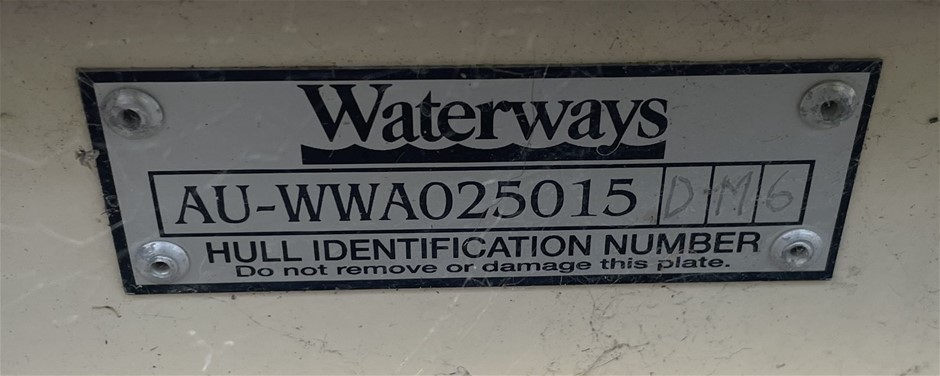 Waterways
AU-WWA025015 D-M-6
HULL IDENTIFICATION NUMBER
Do not remove or damage this plate.